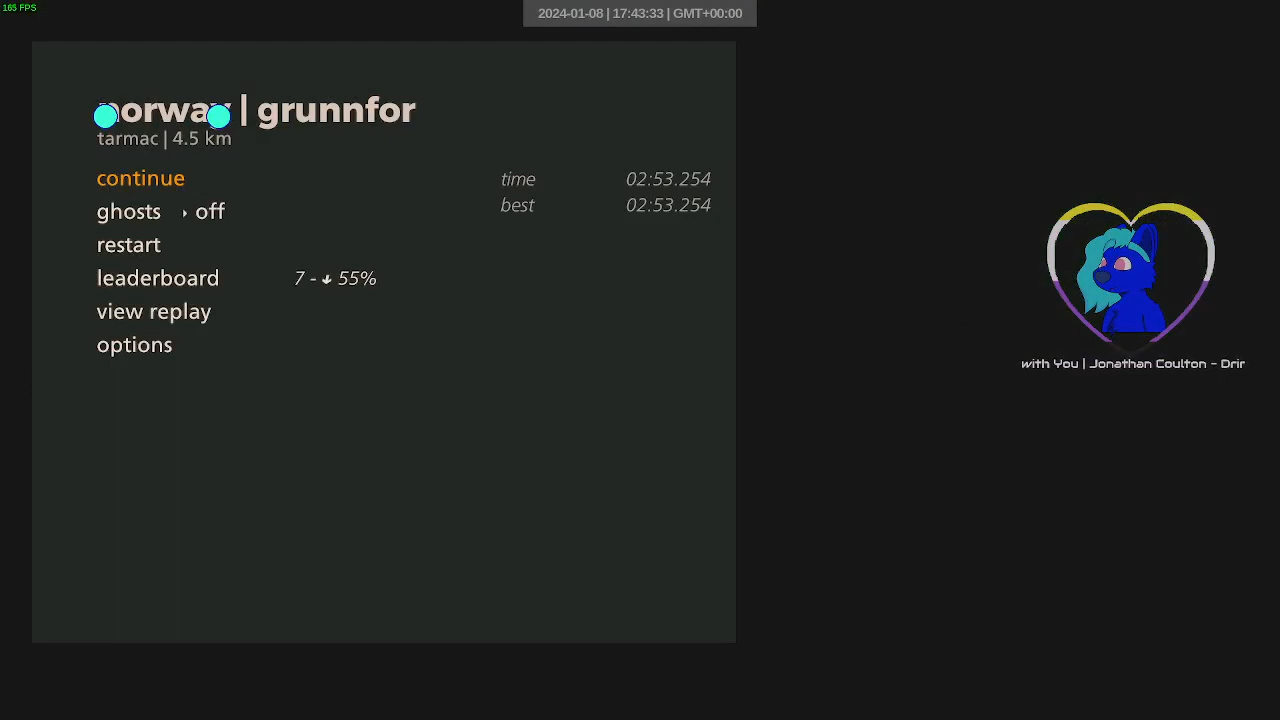 165 FPS
2024-01-08 | 17:43:33 | GMT+00:00
norway | grunnfor
tarmac | 4.5 km
continue
time 02:53.254
ghosts ‣ off
best 02:53.254
restart
leaderboard 7 - ↓ 55%
view replay
options
with You | Jonathan Coulton - Drir